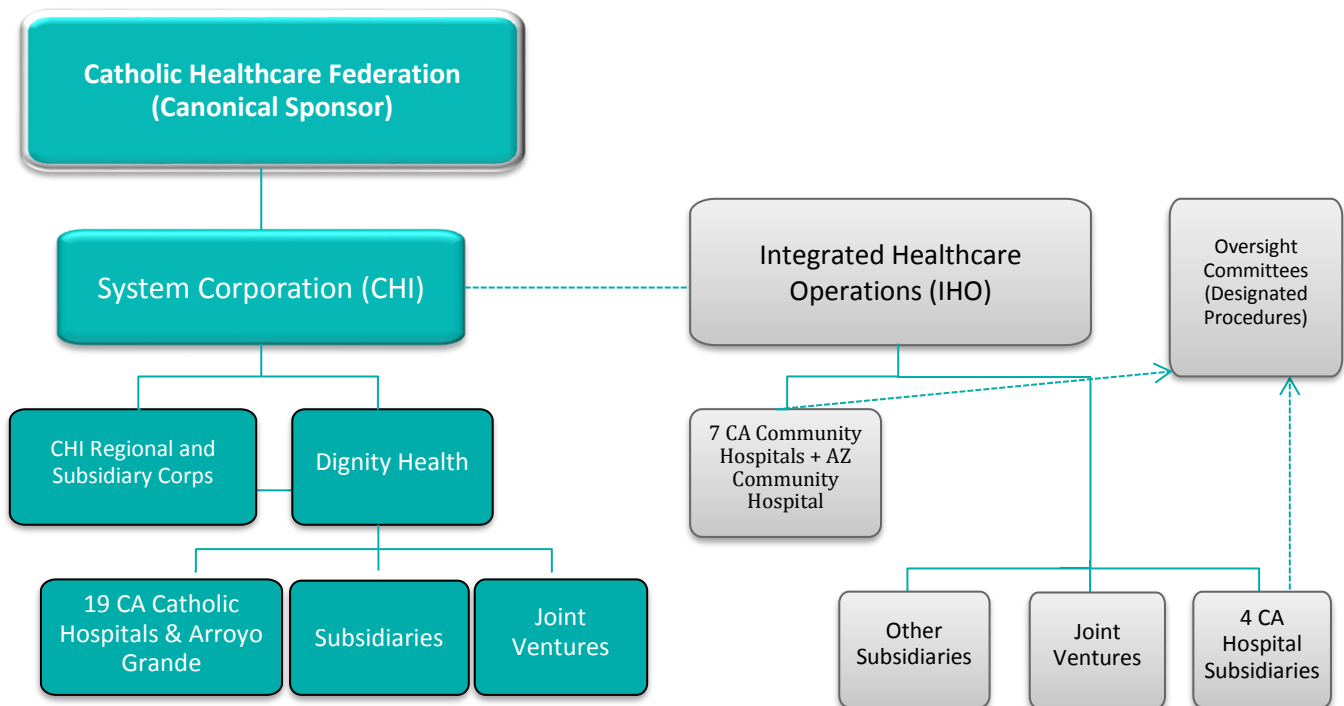 Catholic Healthcare Federation
(Canonical Sponsor)
System Corporation (CHI)
Integrated Healthcare
Operations (IHO)
Oversight
Committees
(Designated
Procedures)
CHI Regional and
Subsidiary Corps
Dignity Health
7 CA Community
Hospitals + AZ
Community
Hospital
19 CA Catholic
Hospitals & Arroyo
Grande
Subsidiaries
Joint
Ventures
Other
Subsidiaries
Joint
Ventures
4 CA
Hospital
Subsidiaries